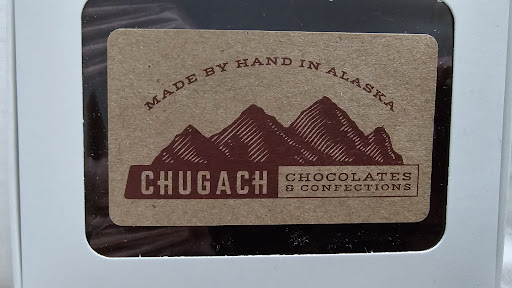 MADE BY HAND IN ALASKA
CHUGACH
CHOCOLATES
& CONFECTIONS